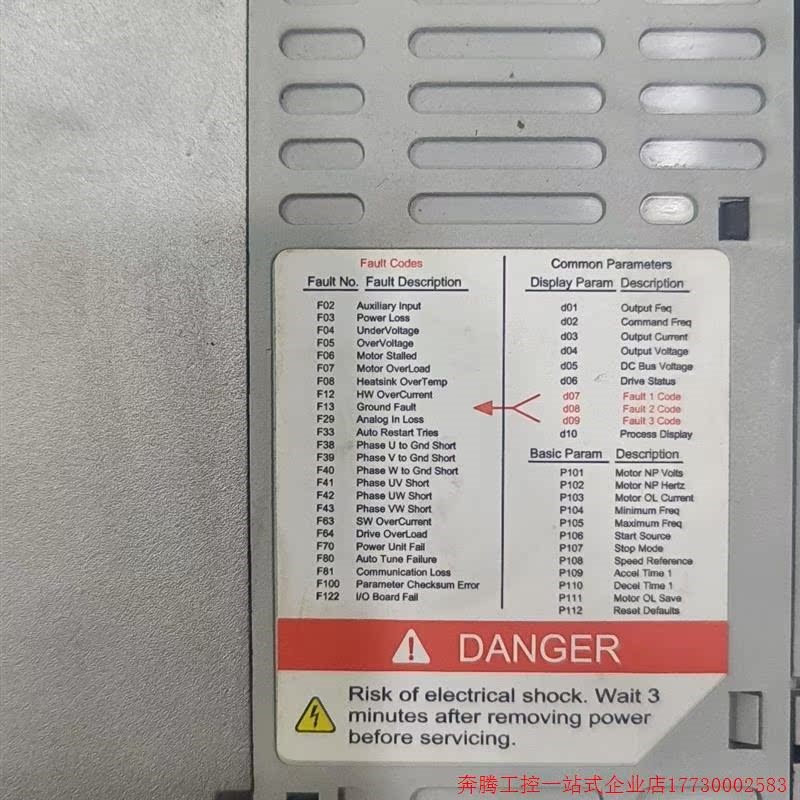 Fault Codes
Fault No. Fault Description
F02 Auxiliary Input
F03 Power Loss
F04 UnderVoltage
F05 OverVoltage
F06 Motor Stalled
F07 Motor OverLoad
F08 Heatsink OverTemp
F12 HW OverCurrent
F13 Ground Fault
F29 Analog In Loss
F33 Auto Restart Tries
F38 Phase U to Gnd Short
F39 Phase V to Gnd Short
F40 Phase W to Gnd Short
F41 Phase UV Short
F42 Phase UW Short
F43 Phase VW Short
F63 SW OverCurrent
F64 Drive OverLoad
F70 Power Unit Fail
F80 Auto Tune Failure
F81 Communication Loss
F100 Parameter Checksum Error
F122 I/O Board Fail
Common Parameters
Display Param Description
d01 Output Feq
d02 Command Freq
d03 Output Current
d04 Output Voltage
d05 DC Bus Voltage
d06 Drive Status
d07 Fault 1 Code
d08 Fault 2 Code
d09 Fault 3 Code
d10 Process Display
Basic Param Description
P101 Motor NP Volts
P102 Motor NP Hertz
P103 Motor OL Current
P104 Minimum Freq
P105 Maximum Freq
P106 Start Source
P107 Stop Mode
P108 Speed Reference
P109 Accel Time 1
P110 Decel Time 1
P111 Motor OL Save
P112 Reset Defaults
DANGER
Risk of electrical shock. Wait 3
minutes after removing power
before servicing.
奔腾工控一站式企业店17730002583